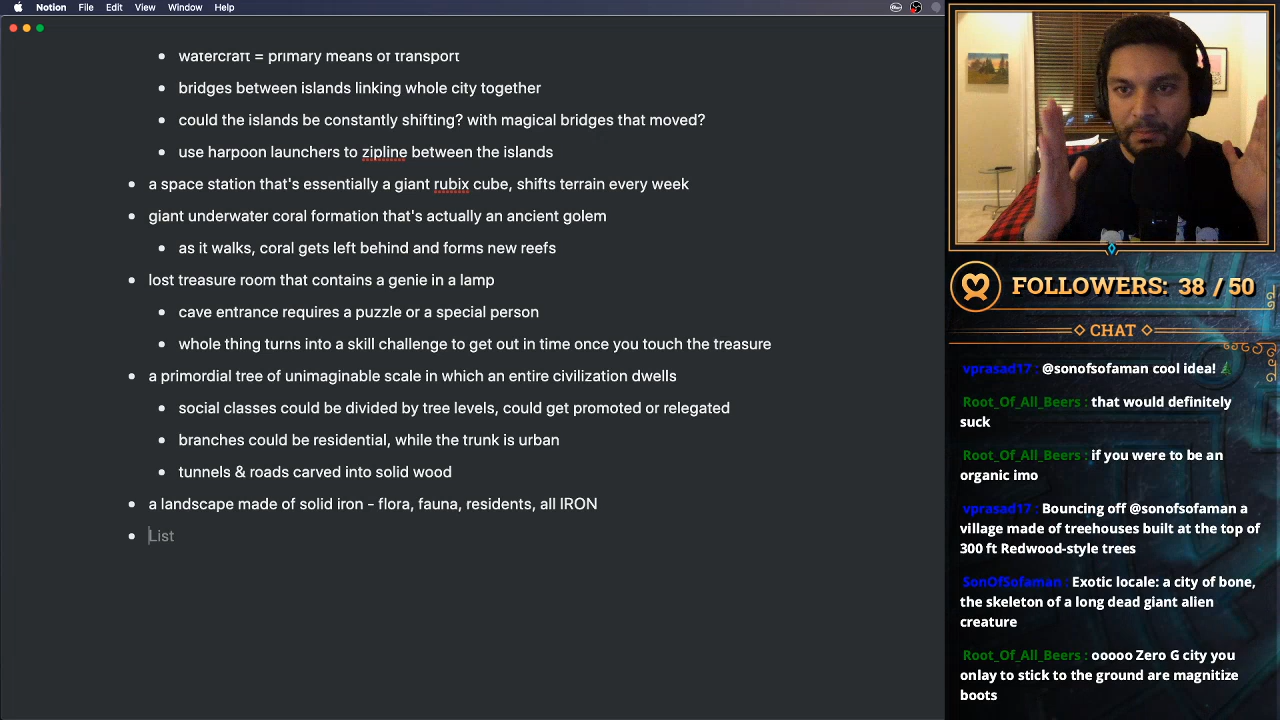 Notion File Edit View Window Help
watercraft = primary means of transport
bridges between islands linking whole city together
could the islands be constantly shifting? with magical bridges that moved?
use harpoon launchers to zipline between the islands
a space station that's essentially a giant rubix cube, shifts terrain every week
giant underwater coral formation that's actually an ancient golem
as it walks, coral gets left behind and forms new reefs
lost treasure room that contains a genie in a lamp
cave entrance requires a puzzle or a special person
whole thing turns into a skill challenge to get out in time once you touch the treasure
a primordial tree of unimaginable scale in which an entire civilization dwells
social classes could be divided by tree levels, could get promoted or relegated
branches could be residential, while the trunk is urban
tunnels & roads carved into solid wood
a landscape made of solid iron - flora, fauna, residents, all IRON
List
FOLLOWERS: 38 / 50
CHAT
vprasad17 : @sonofsofaman cool idea!
Root_Of_All_Beers : that would definitely
suck
Root_Of_All_Beers : if you were to be an
organic imo
vprasad17 : Bouncing off @sonofsofaman a
village made of treehouses built at the top of
300 ft Redwood-style trees
SonOfSofaman : Exotic locale: a city of bone,
the skeleton of a long dead giant alien
creature
Root_Of_All_Beers : ooooo Zero G city you
onlay to stick to the ground are magnitize
boots